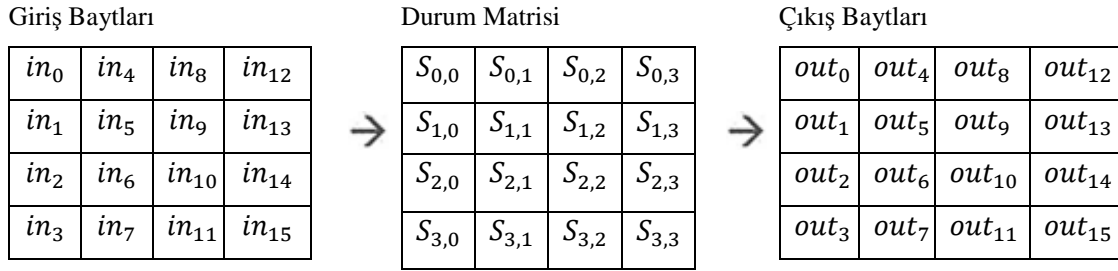 Giriş Baytları Durum Matrisi Çıkış Baytları
in₀ in₄ in₈ in₁₂ → S₀,₀ S₀,₁ S₀,₂ S₀,₃ → out₀ out₄ out₈ out₁₂
in₁ in₅ in₉ in₁₃ S₁,₀ S₁,₁ S₁,₂ S₁,₃ out₁ out₅ out₉ out₁₃
in₂ in₆ in₁₀ in₁₄ S₂,₀ S₂,₁ S₂,₂ S₂,₃ out₂ out₆ out₁₀ out₁₄
in₃ in₇ in₁₁ in₁₅ S₃,₀ S₃,₁ S₃,₂ S₃,₃ out₃ out₇ out₁₁ out₁₅